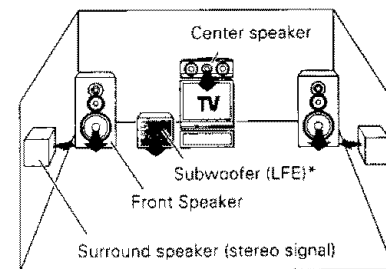 Center speaker
TV
Subwoofer (LFE)*
Front Speaker
Surround speaker (stereo signal)